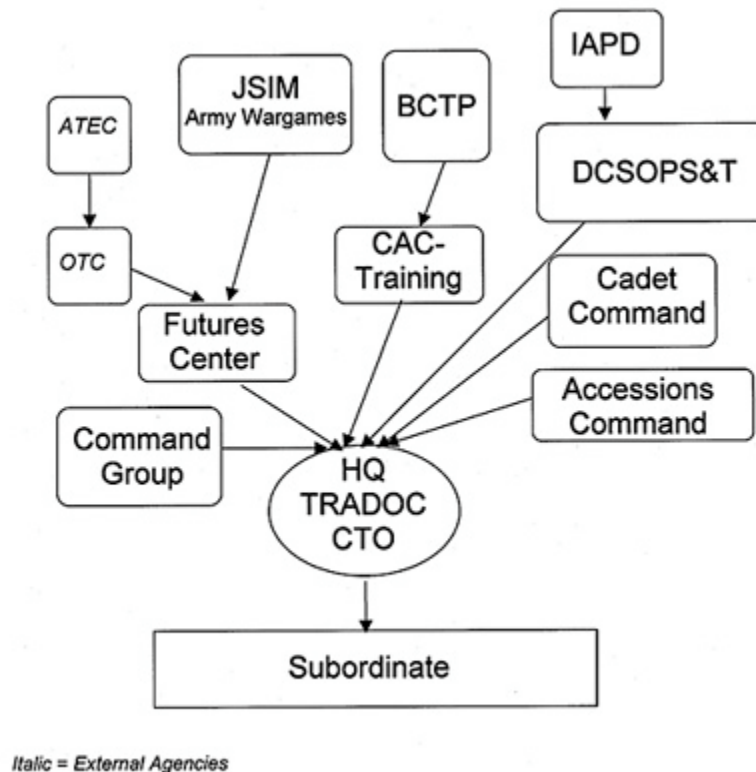 IAPD
JSIM
Army Wargames
BCTP
ATEC
DCSOPS&T
OTC
CAC-
Training
Cadet
Command
Futures
Center
Accessions
Command
Command
Group
HQ
TRADOC
CTO
Subordinate
Italic = External Agencies